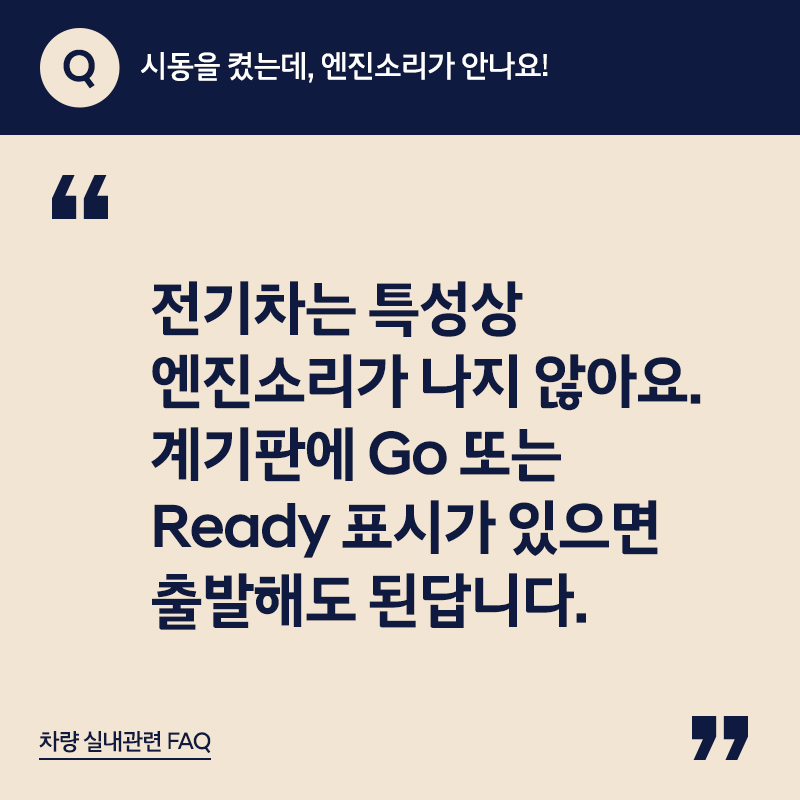 Q 시동을 켰는데, 엔진소리가 안나요!
“
전기차는 특성상
엔진소리가 나지 않아요.
계기판에 Go 또는
Ready 표시가 있으면
출발해도 된답니다.
차량 실내관련 FAQ
”